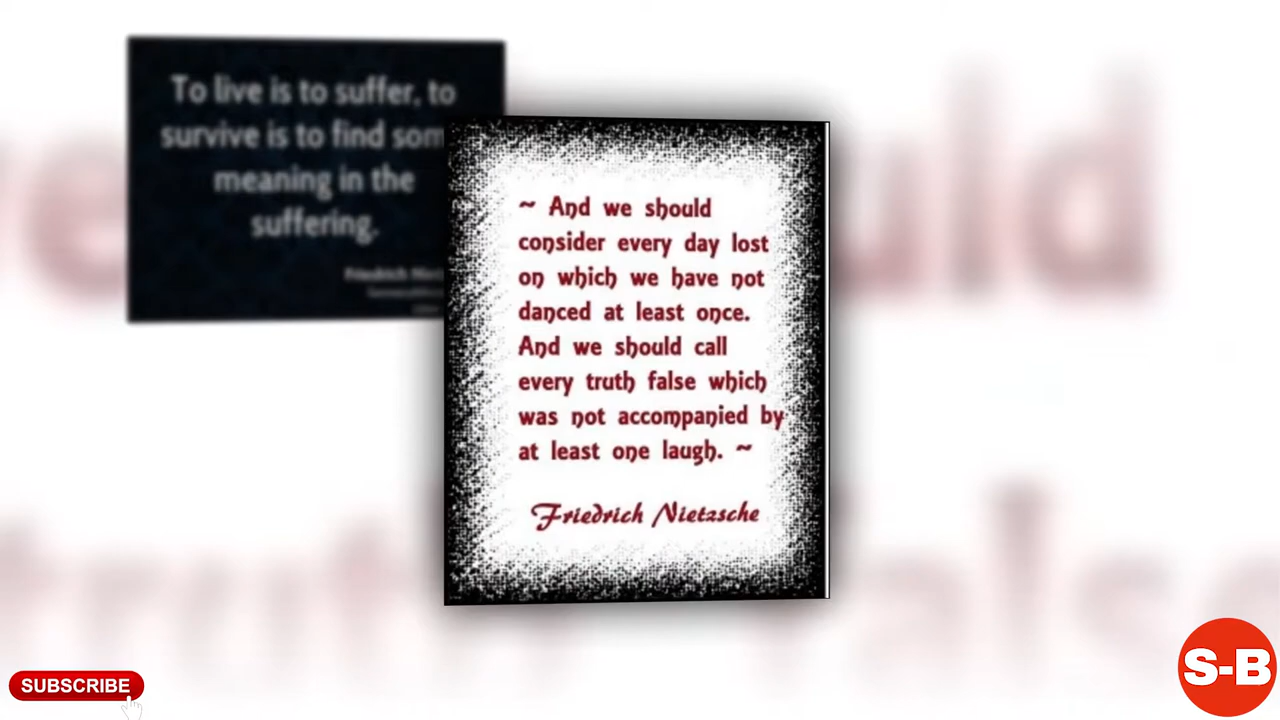 To live is to suffer, to
survive is to find
meaning in the
suffering.
Friedrich
~ And we should
consider every day lost
on which we have not
danced at least once.
And we should call
every truth false which
was not accompanied by
at least one laugh. ~
Friedrich Nietzsche
SUBSCRIBE
S-B